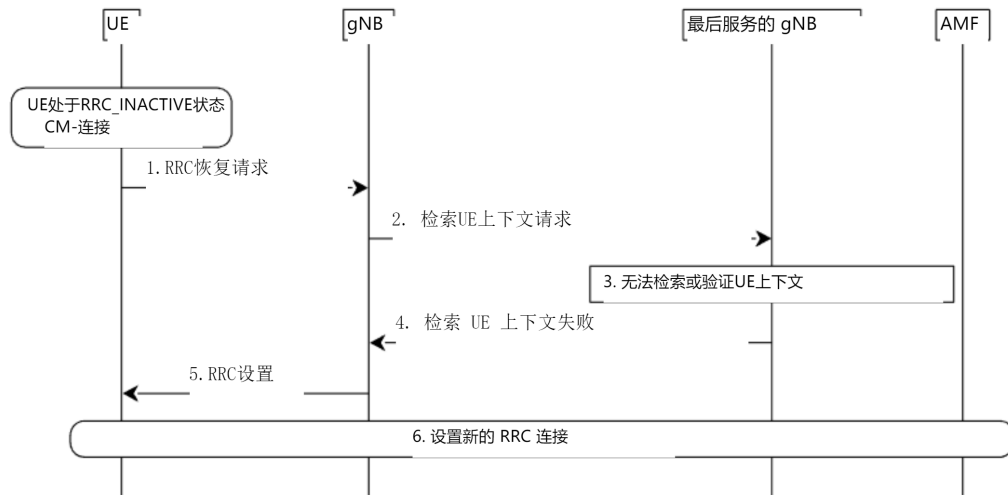 UE
gNB
最后服务的 gNB
AMF
UE处于RRC_INACTIVE状态
CM-连接
1.RRC恢复请求
2. 检索UE上下文请求
3. 无法检索或验证UE上下文
4. 检索 UE 上下文失败
5.RRC设置
6. 设置新的 RRC 连接